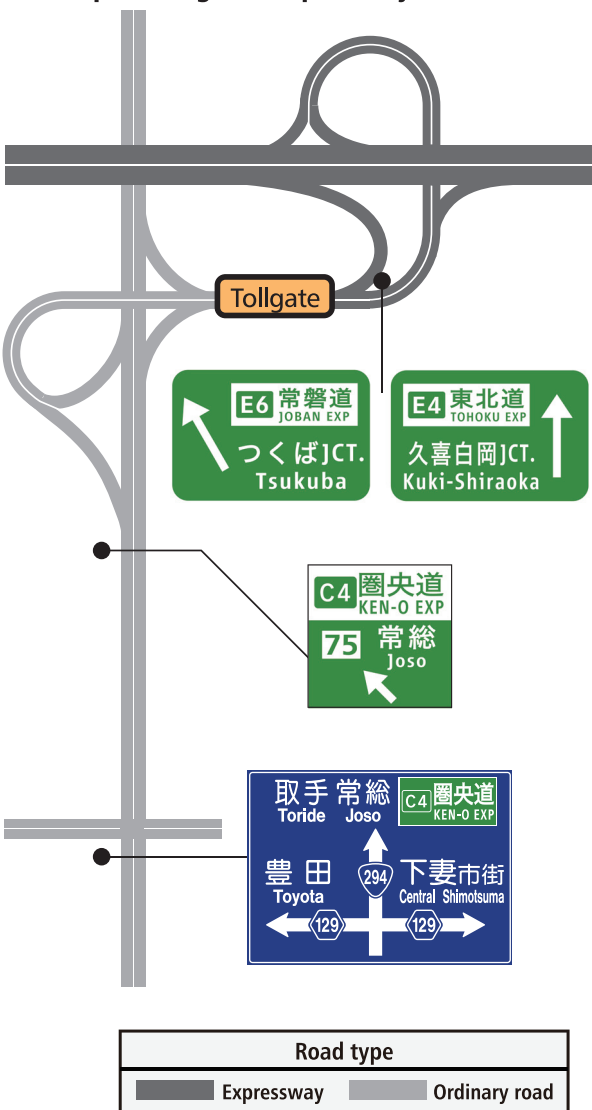 Tollgate
E6 常磐道
JOBAN EXP
つくばJCT.
Tsukuba
E4 東北道
TOHOKU EXP
久喜白岡JCT.
Kuki-Shiraoka
C4 圏央道
KEN-O EXP
75 常総
Joso
取手 常総 C4 圏央道
Toride Joso KEN-O EXP
豊田 294 下妻市街
Toyota Central Shimotsuma
129 129
Road type
Expressway Ordinary road